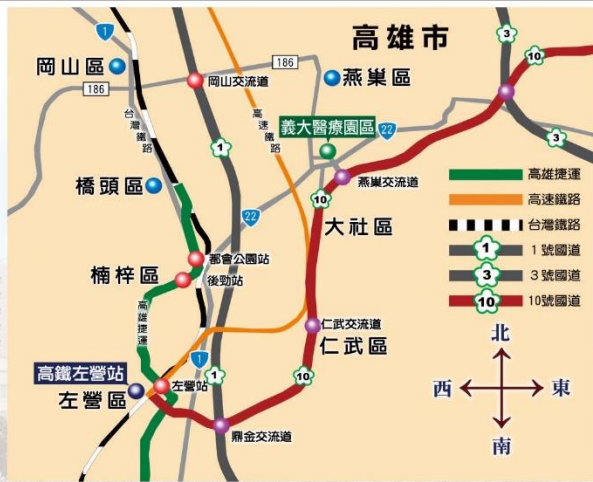 高雄市
1
3
10
岡山區
186
燕巢區
186
岡山交流道
台灣鐵路
高速鐵路
1
義大醫療園區
22
橋頭區
燕巢交流道
10
22
大社區
高雄捷運
高速鐵路
台灣鐵路
1 1號國道
3 3號國道
10 10號國道
都會公園站
楠梓區
後勁站
高雄捷運
仁武交流道
仁武區
1
高鐵左營站
左營站
左營區
1
10
鼎金交流道
北
西
東
南